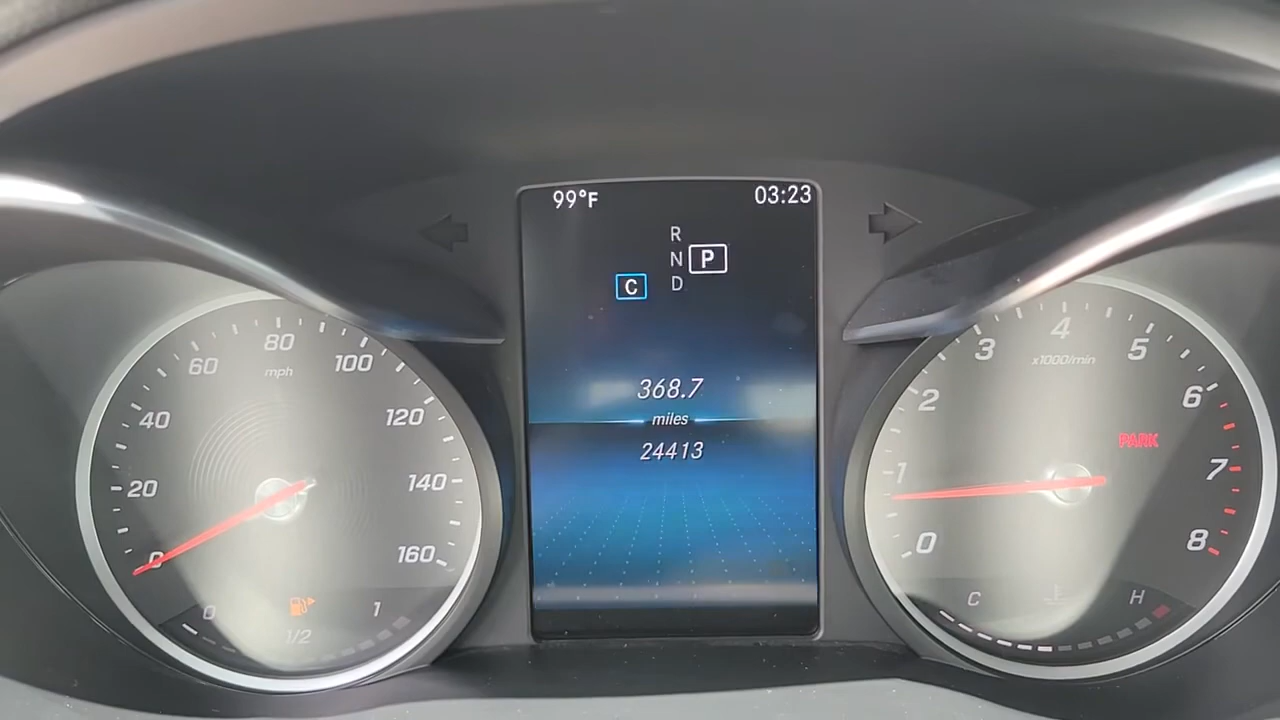 99°F 03:23
R
N P
C D
368.7
miles
24413
0 20 40 60 80 100 120 140 160
mph
0 1/2 1
0 1 2 3 4 5 6 7 8
x1000/min
PARK
C H